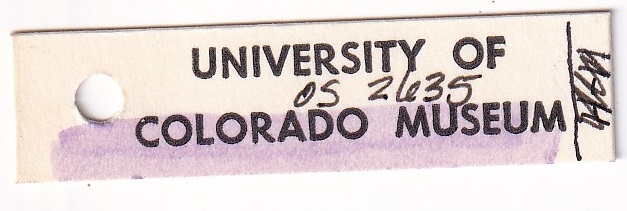 UNIVERSITY OF
OS 2635
COLORADO MUSEUM